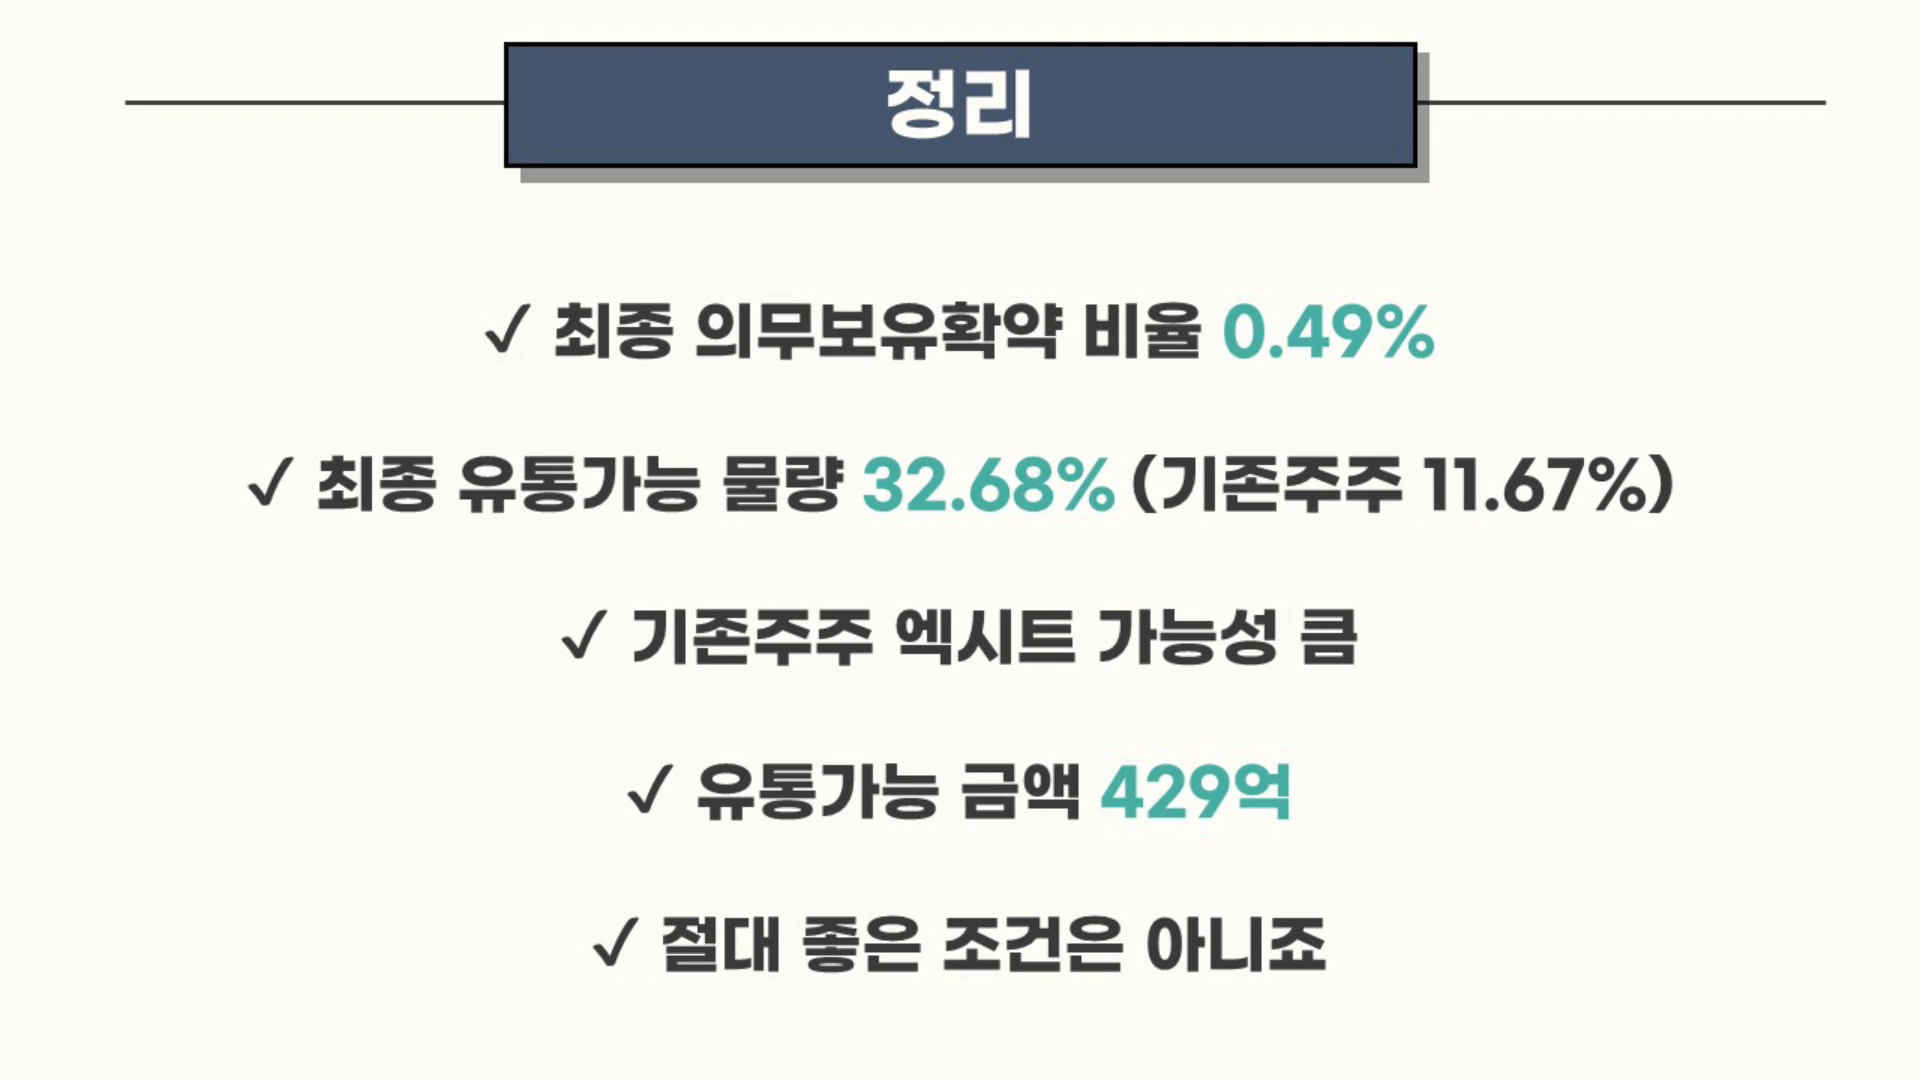 정리
✓ 최종 의무보유확약 비율 0.49%
✓ 최종 유통가능 물량 32.68% (기존주주 11.67%)
✓ 기존주주 엑시트 가능성 큼
✓ 유통가능 금액 429억
✓ 절대 좋은 조건은 아니죠